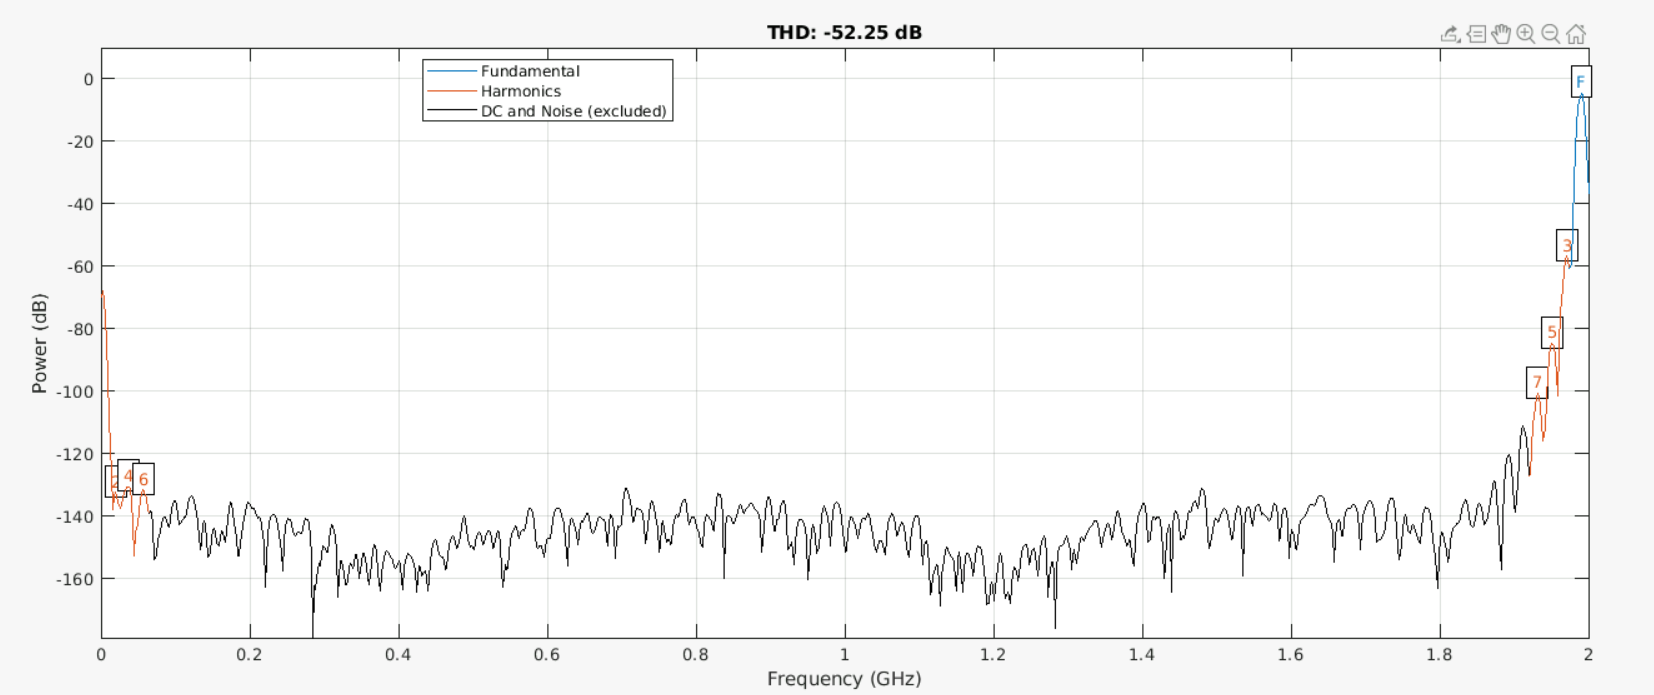 THD: -52.25 dB
Fundamental
Harmonics
DC and Noise (excluded)
F
3
5
7
2
4
6
0
-20
-40
-60
-80
-100
-120
-140
-160
Power (dB)
0 0.2 0.4 0.6 0.8 1 1.2 1.4 1.6 1.8 2
Frequency (GHz)